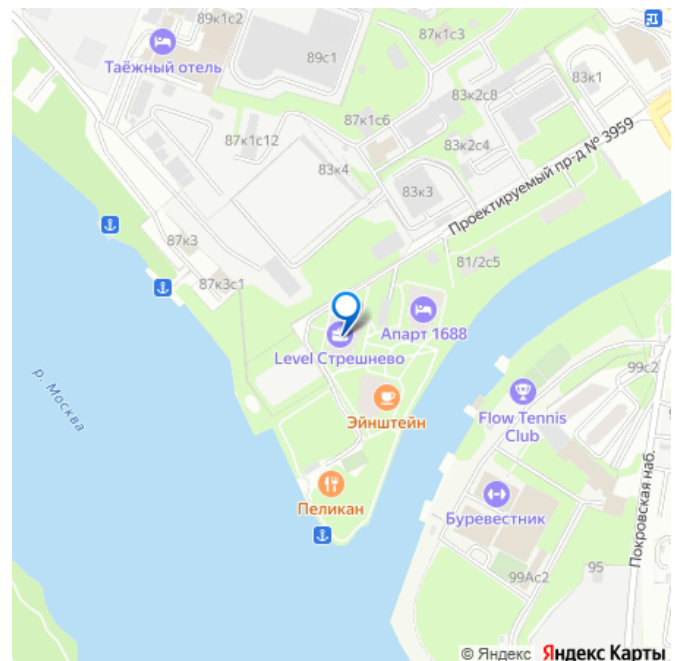 89к1с2
87к1с3
Таёжный отель
89с1
83к1
83к2с8
87к1с6
87к1с12
83к2с4
83к4
83к3
Проектируемый пр-д № 3959
87к3
81/2с5
87к3с1
Апарт 1688
Level Стрешнево
99с2
р. Москва
Эйнштейн
Flow Tennis
Club
Пеликан
Буревестник
Покровская наб.
95
99Ас2
© Яндекс Яндекс Карты